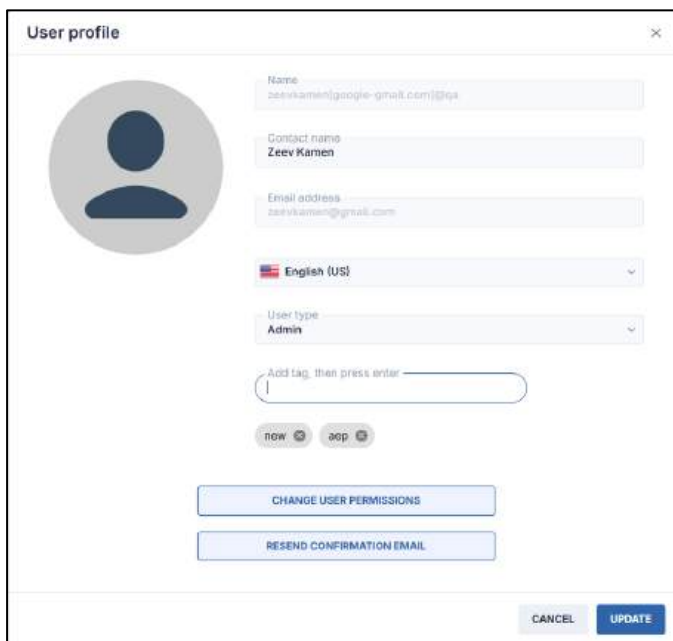 User profile
Name
zeevkamen[google-gmail.com]@qa
Contact name
Zeev Kamen
Email address
zeevkamen@gmail.com
English (US)
User type
Admin
Add tag, then press enter
new
aep
CHANGE USER PERMISSIONS
RESEND CONFIRMATION EMAIL
CANCEL UPDATE